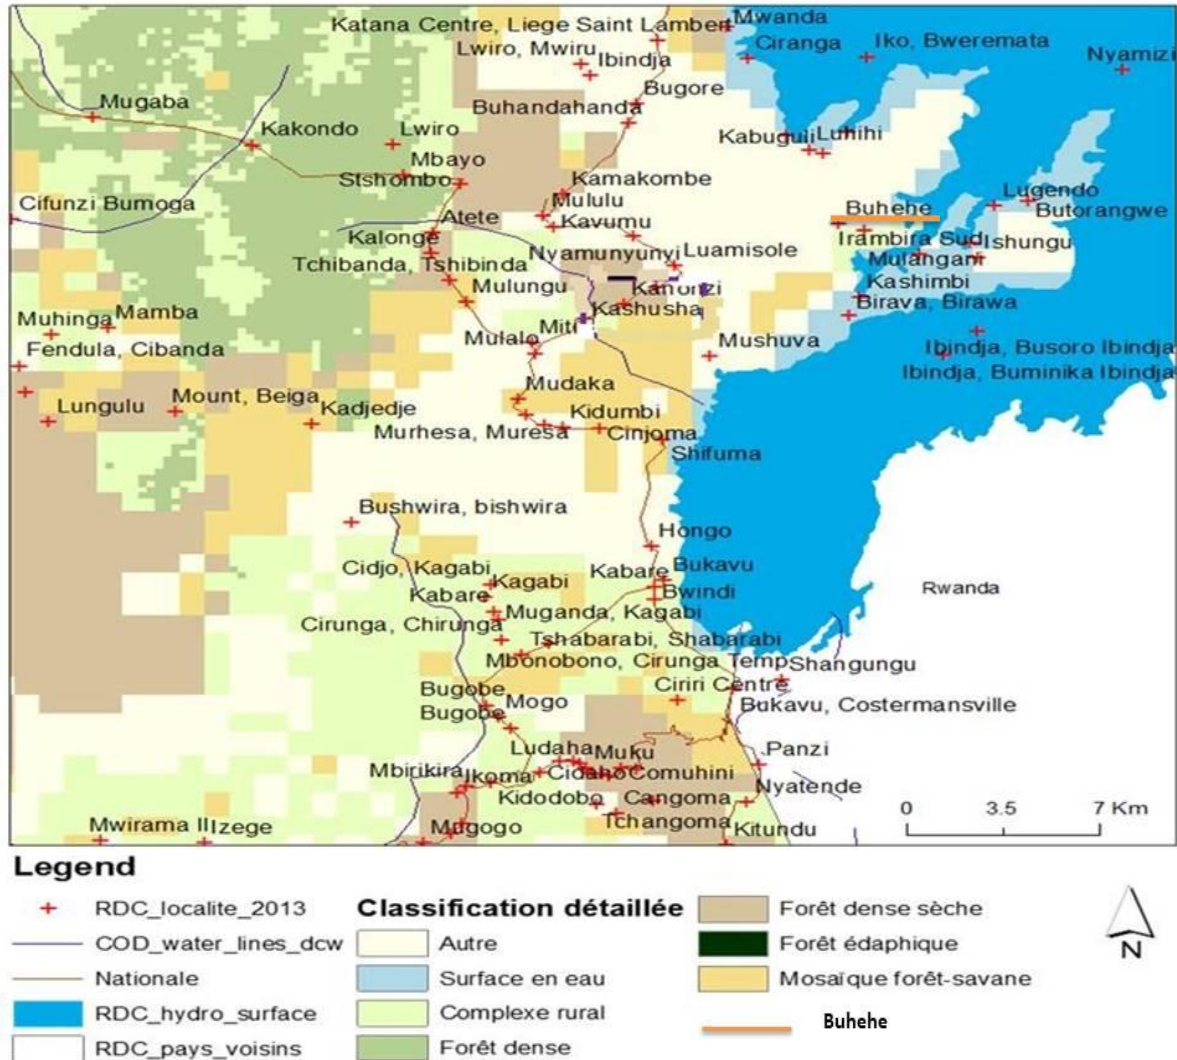 Katana Centre, Liege Saint Lambert
Mwanda
Lwiro, Mwiru
Ibindja
Ciranga
Iko, Bweremata
Nyamizi
Bugore
Mugaba
Buhandahanda
Kakondo
Lwiro
Kabuguli
Luhihi
Mbayo
Stshombo
Kamakombe
Cifunzi Bumoga
Mululu
Lugendo
Atete
Kavumu
Buhehe
Butorangwe
Kalonge
Nyamunyunyi
Luamisole
Irambira Sud
Ishungu
Tchibanda, Tshibinda
Mulangani
Mulungu
Kanonzi
Kashimbi
Kashusha
Birava, Birawa
Muhinga
Mamba
Miti
Mulalo
Mushuva
Fendula, Cibanda
Ibindja, Busoro Ibindja
Ibindja, Buminika Ibindja
Mudaka
Lungulu
Mount, Beiga
Kadjedje
Kidumbi
Murhesa, Muresa
Cinjoma
Shifuma
Bushwira, bishwira
Hongo
Cidjo, Kagabi
Kagabi
Kabare
Bukavu
Rwanda
Kabare
Bwindi
Muganda, Kagabi
Cirunga, Chirunga
Tshabarabi, Shabarabi
Mbonobono, Cirunga Temp
Shangungu
Bugobe
Mogo
Ciriri Centre
Bugobe
Bukavu, Costermansville
Ludaha
Muku
Panzi
Mbirikira
Ikoma
Cidaho
Comuhini
Nyatende
Kidodobo
Cangoma
Tchangoma
Mwirama II
Izege
Mugogo
Kitundu
0 3.5 7 Km
Legend
RDC_localite_2013
COD_water_lines_dcw
Nationale
RDC_hydro_surface
RDC_pays_voisins
Classification détaillée
Autre
Surface en eau
Complexe rural
Forêt dense
Forêt dense sèche
Forêt édaphique
Mosaïque forêt-savane
Buhehe
N